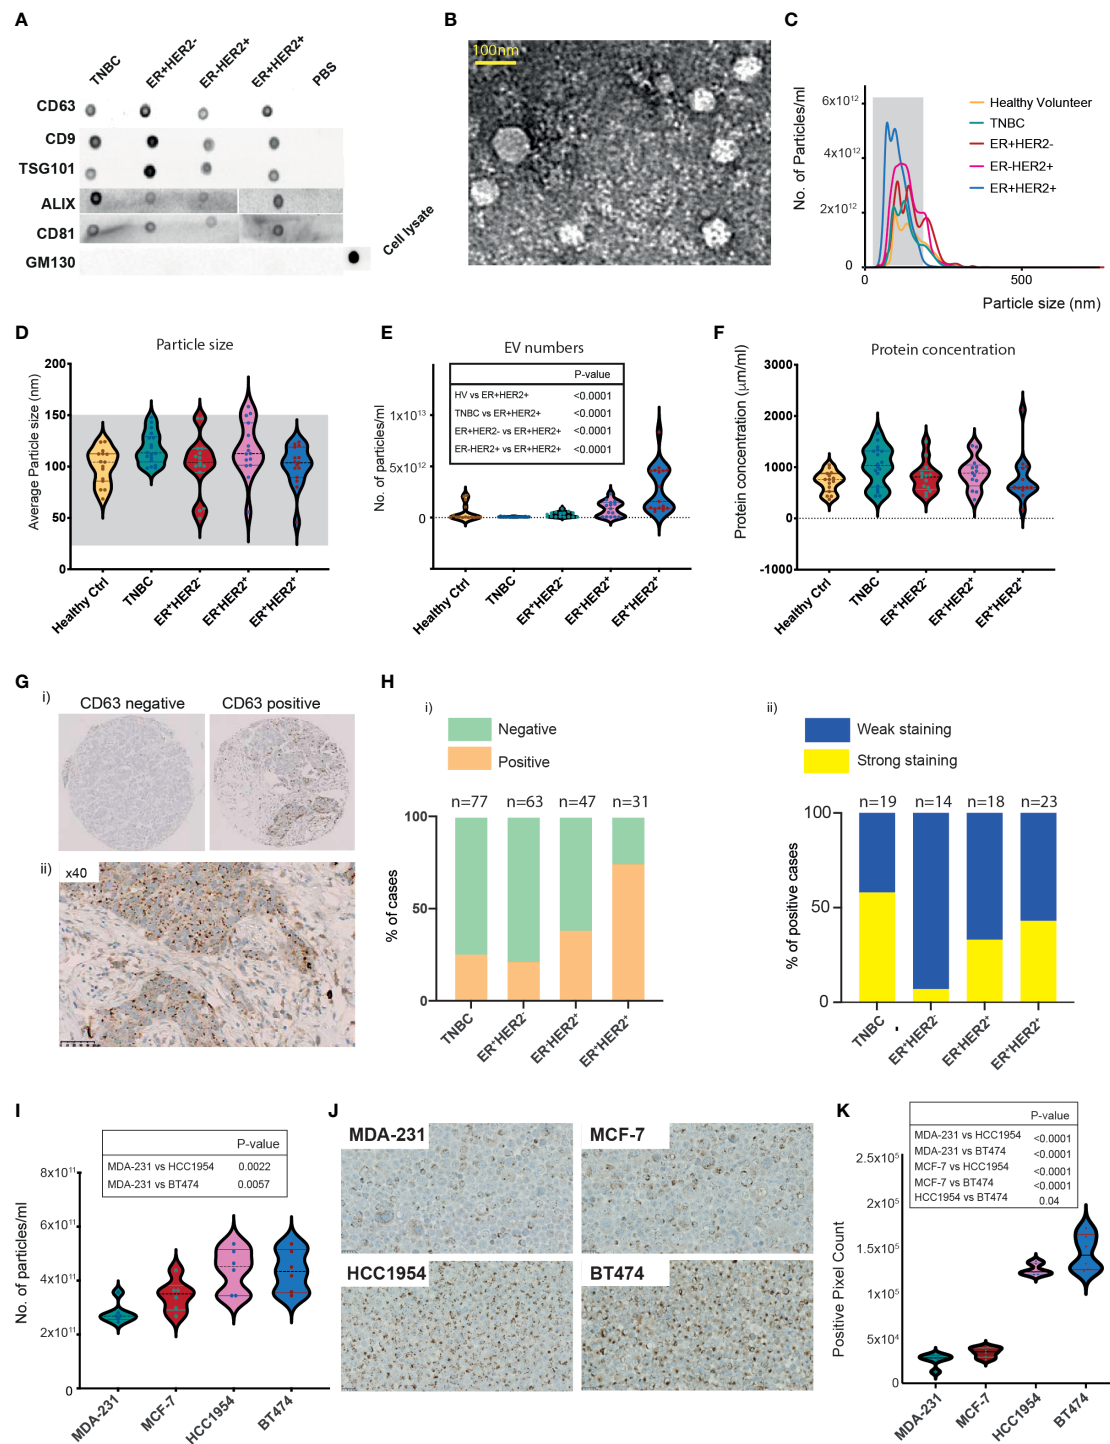 A
TNBC
ER+HER2-
ER-HER2+
ER+HER2+
PBS
CD63
CD9
TSG101
ALIX
CD81
GM130
Cell lysate
B
100nm
C
No. of Particles/ml
6x10¹²
4x10¹²
2x10¹²
0
0
500
Particle size (nm)
Healthy Volunteer
TNBC
ER+HER2-
ER-HER2+
ER+HER2+
D
Particle size
Average Particle size (nm)
200
150
100
50
0
Healthy Ctrl
TNBC
ER⁺HER2⁻
ER⁻HER2⁺
ER⁺HER2⁺
E
EV numbers
P-value
HV vs ER+HER2+ <0.0001
TNBC vs ER+HER2+ <0.0001
ER+HER2- vs ER+HER2+ <0.0001
ER-HER2+ vs ER+HER2+ <0.0001
No. of particles/ml
1x10¹³
5x10¹²
0
Healthy Ctrl
TNBC
ER⁺HER2⁻
ER⁻HER2⁺
ER⁺HER2⁺
F
Protein concentration
Protein concentration (μm/ml)
3000
2000
1000
0
-1000
Healthy Ctrl
TNBC
ER⁺HER2⁻
ER⁻HER2⁺
ER⁺HER2⁺
G
i)
CD63 negative
CD63 positive
ii)
x40
H
i)
Negative
Positive
n=77 n=63 n=47 n=31
% of cases
100
50
0
TNBC
ER⁺HER2⁻
ER⁻HER2⁺
ER⁺HER2⁺
ii)
Weak staining
Strong staining
n=19 n=14 n=18 n=23
% of positive cases
100
50
0
TNBC
ER⁺HER2⁻
ER⁻HER2⁺
ER⁺HER2⁺
I
P-value
MDA-231 vs HCC1954 0.0022
MDA-231 vs BT474 0.0057
No. of particles/ml
8x10¹¹
6x10¹¹
4x10¹¹
2x10¹¹
0
MDA-231
MCF-7
HCC1954
BT474
J
MDA-231
MCF-7
HCC1954
BT474
K
P-value
MDA-231 vs HCC1954 <0.0001
MDA-231 vs BT474 <0.0001
MCF-7 vs HCC1954 <0.0001
MCF-7 vs BT474 <0.0001
HCC1954 vs BT474 0.04
Positive Pixel Count
2.5x10⁵
2x10⁵
1.5x10⁵
1x10⁵
5x10⁴
0
MDA-231
MCF-7
HCC1954
BT474